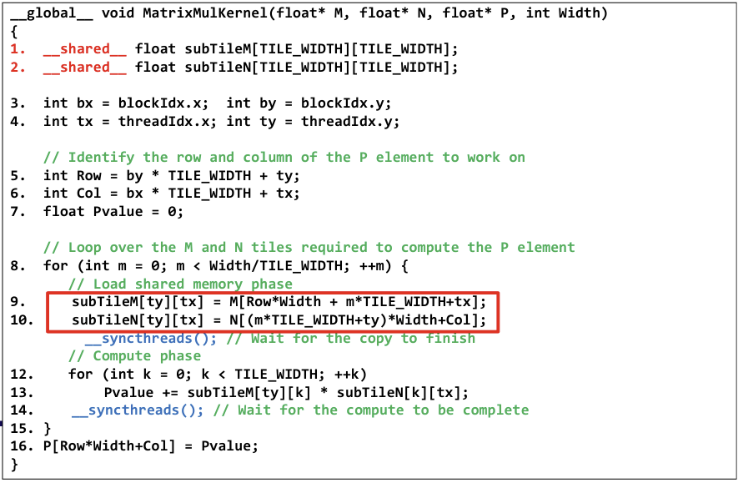 __global__ void MatrixMulKernel(float* M, float* N, float* P, int Width)
{
1.  __shared__ float subTileM[TILE_WIDTH][TILE_WIDTH];
2.  __shared__ float subTileN[TILE_WIDTH][TILE_WIDTH];
3.  int bx = blockIdx.x;  int by = blockIdx.y;
4.  int tx = threadIdx.x; int ty = threadIdx.y;
// Identify the row and column of the P element to work on
5.  int Row = by * TILE_WIDTH + ty;
6.  int Col = bx * TILE_WIDTH + tx;
7.  float Pvalue = 0;
// Loop over the M and N tiles required to compute the P element
8.  for (int m = 0; m < Width/TILE_WIDTH; ++m) {
// Load shared memory phase
9.  subTileM[ty][tx] = M[Row*Width + m*TILE_WIDTH+tx];
10.  subTileN[ty][tx] = N[(m*TILE_WIDTH+ty)*Width+Col];
__syncthreads(); // Wait for the copy to finish
// Compute phase
12.  for (int k = 0; k < TILE_WIDTH; ++k)
13.  Pvalue += subTileM[ty][k] * subTileN[k][tx];
14.  __syncthreads(); // Wait for the compute to be complete
15. }
16. P[Row*Width+Col] = Pvalue;
}